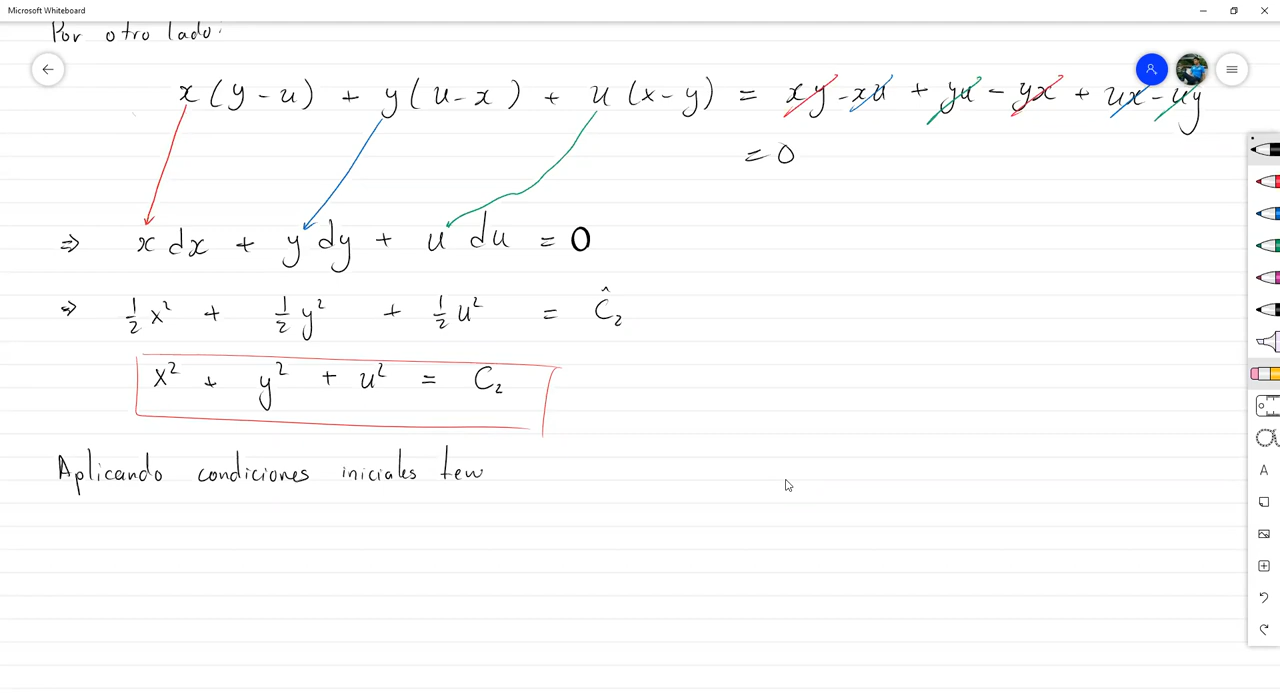 Microsoft Whiteboard
Por otro lado:
x(y-u) + y(u-x) + u(x-y) = xy - xu + yu - yx + ux - uy
= 0
⇒ x dx + y dy + u du = 0
⇒ ½x² + ½y² + ½u² = Ĉ₂
x² + y² + u² = C₂
Aplicando condiciones iniciales ten
A